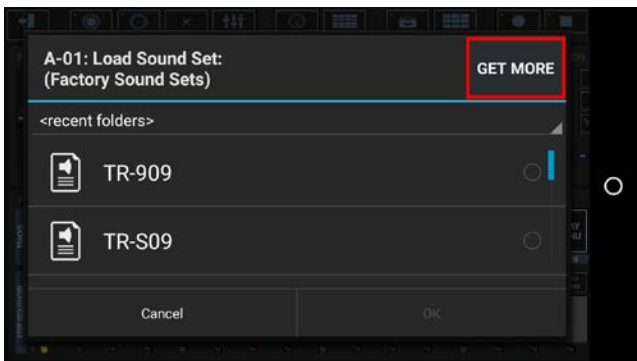 A-01: Load Sound Set:
(Factory Sound Sets)
GET MORE
<recent folders>
TR-909
TR-S09
Cancel
OK